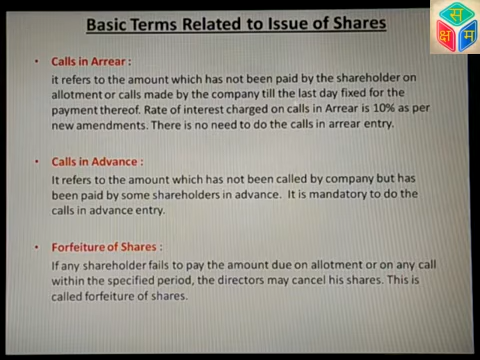 Basic Terms Related to Issue of Shares
स
क्ष म
• Calls in Arrear :
it refers to the amount which has not been paid by the shareholder on
allotment or calls made by the company till the last day fixed for the
payment thereof. Rate of interest charged on calls in Arrear is 10% as per
new amendments. There is no need to do the calls in arrear entry.
• Calls in Advance :
It refers to the amount which has not been called by company but has
been paid by some shareholders in advance. It is mandatory to do the
calls in advance entry.
• Forfeiture of Shares :
If any shareholder fails to pay the amount due on allotment or on any call
within the specified period, the directors may cancel his shares. This is
called forfeiture of shares.